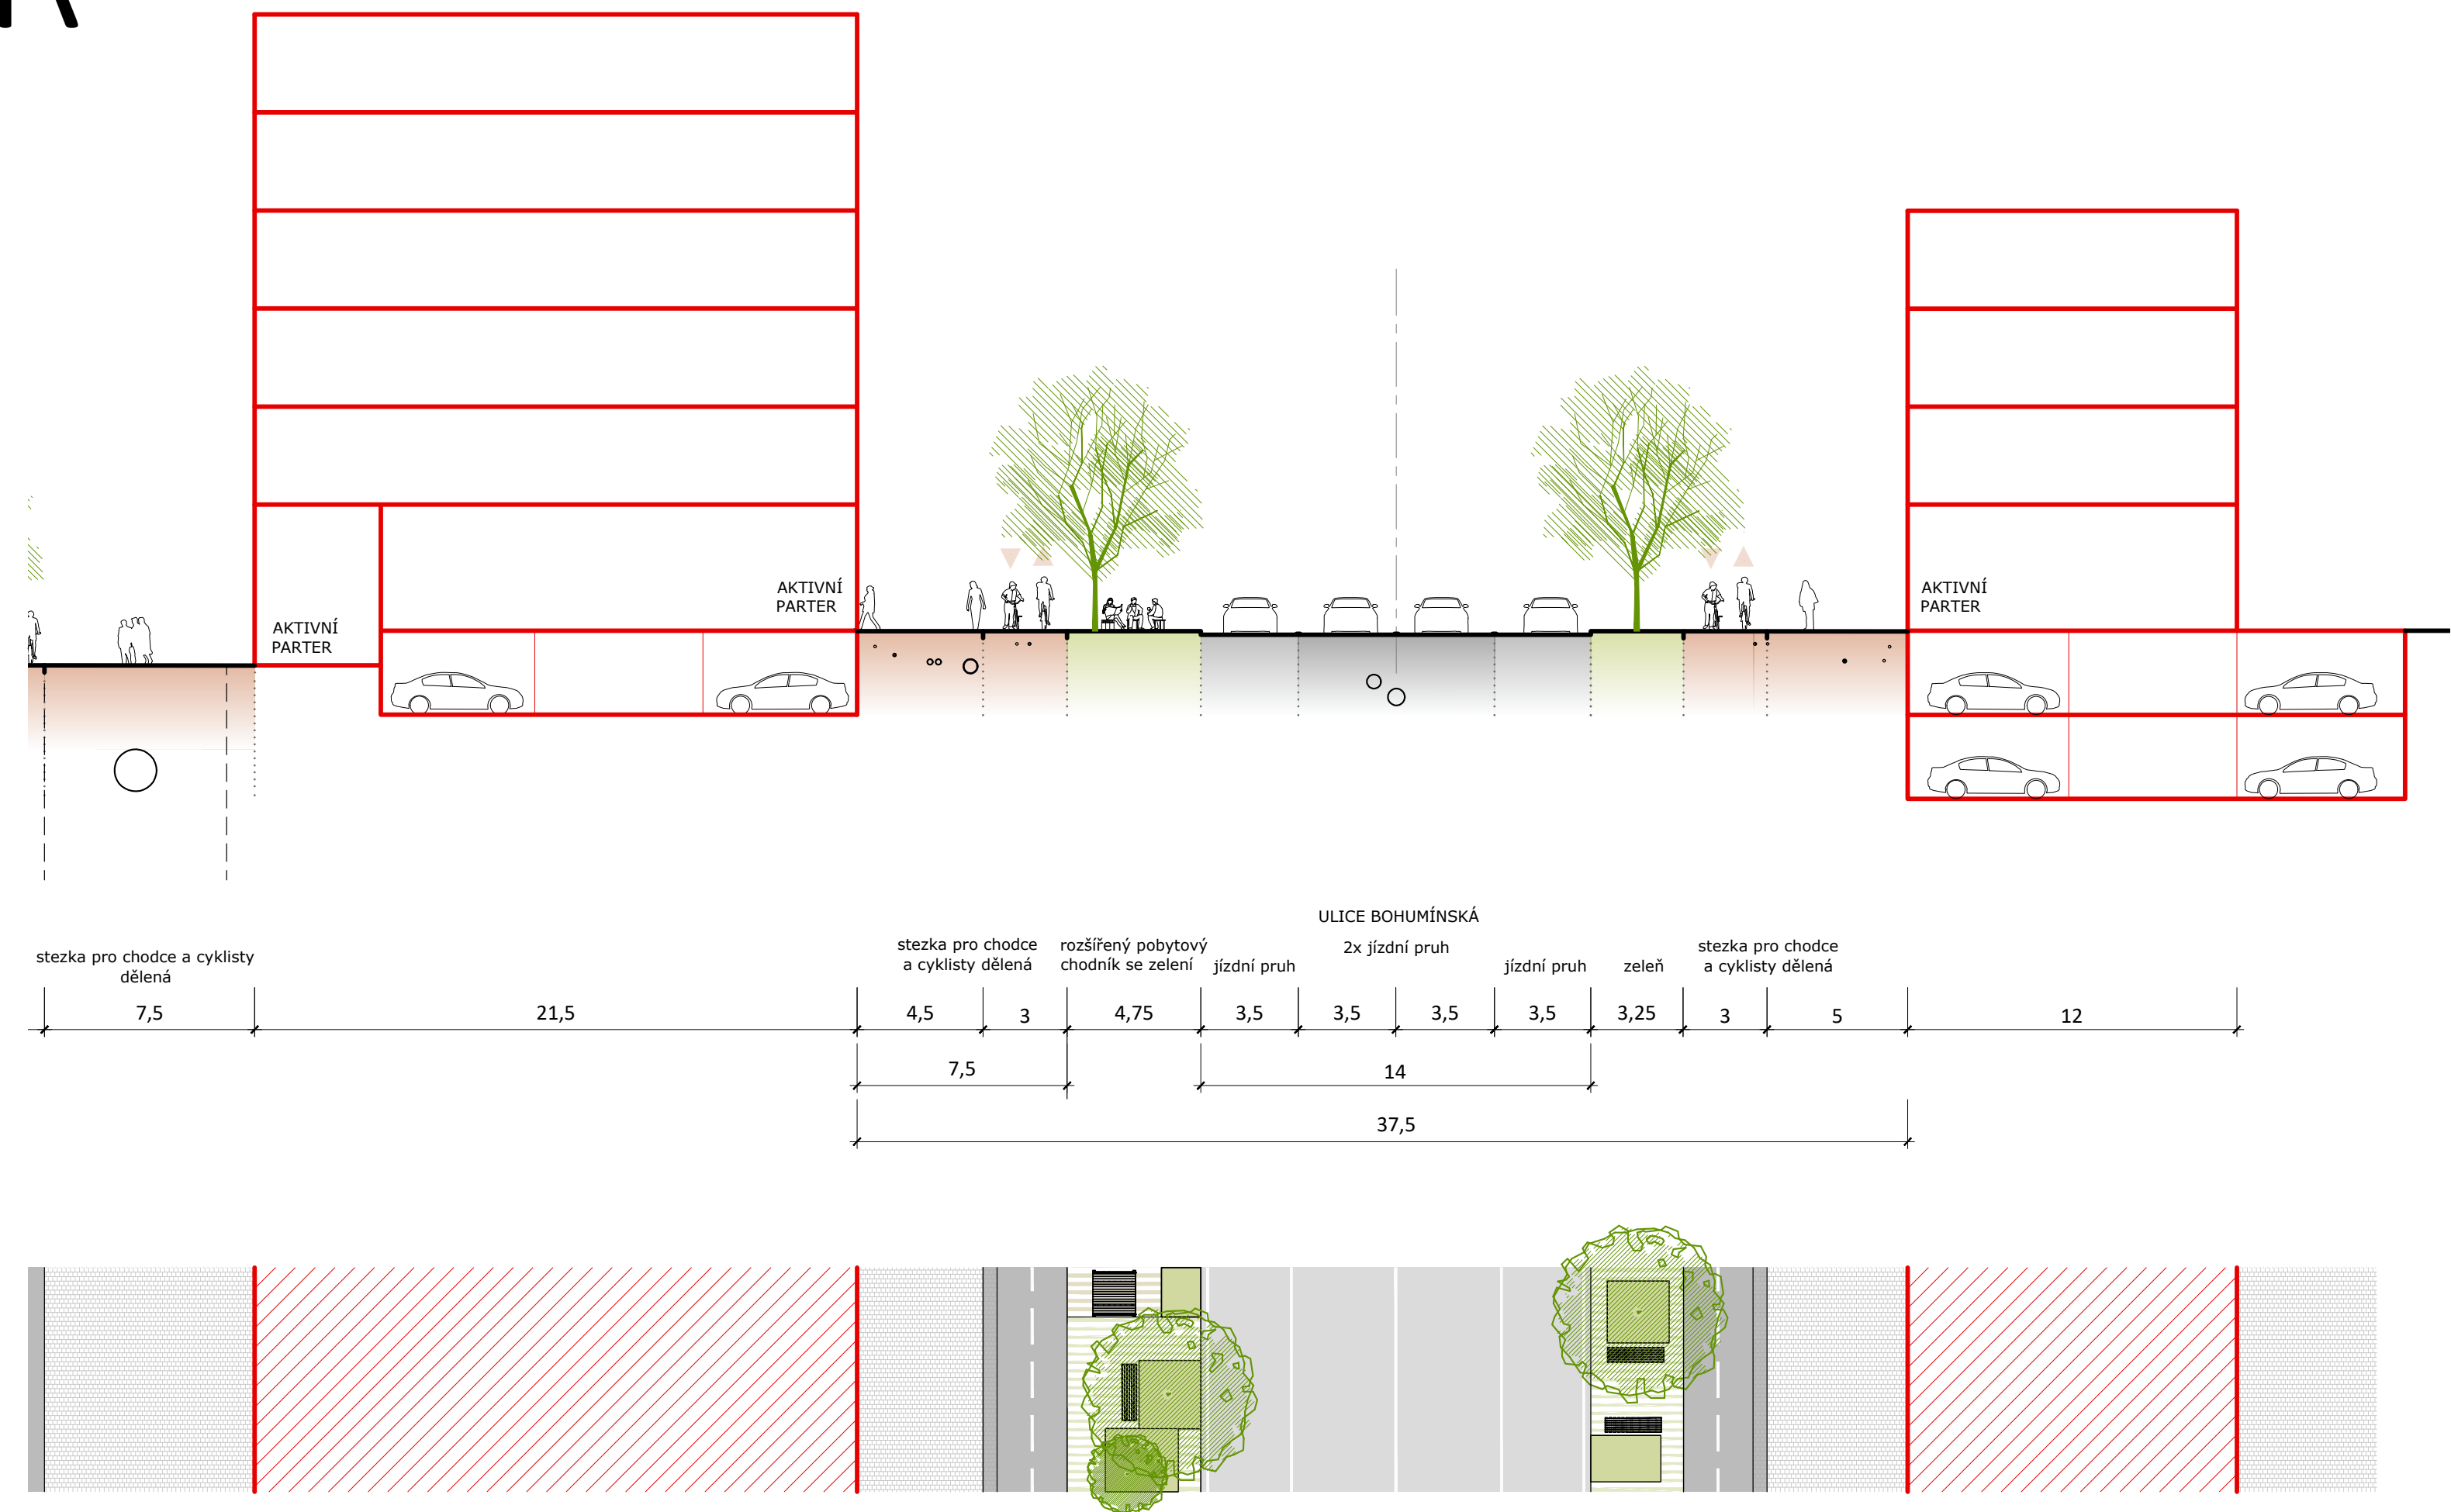 AKTIVNÍ
PARTER
AKTIVNÍ
PARTER
AKTIVNÍ
PARTER
ULICE BOHUMÍNSKÁ
stezka pro chodce a cyklisty
dělená
stezka pro chodce
a cyklisty dělená
rozšířený pobytový
chodník se zelení
jízdní pruh
2x jízdní pruh
jízdní pruh
zeleň
stezka pro chodce
a cyklisty dělená
7,5
21,5
4,5
3
4,75
3,5
3,5
3,5
3,5
3,25
3
5
12
7,5
14
37,5